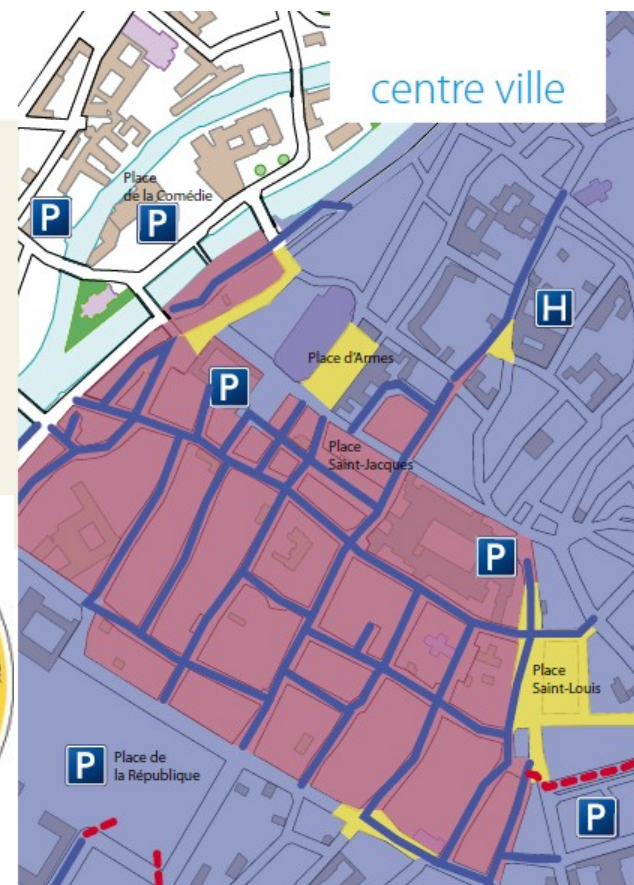 centre ville
Place
de la Comédie
P
P
H
Place d'Armes
P
Place
Saint-Jacques
P
Place
Saint-Louis
P
Place de
la République
P